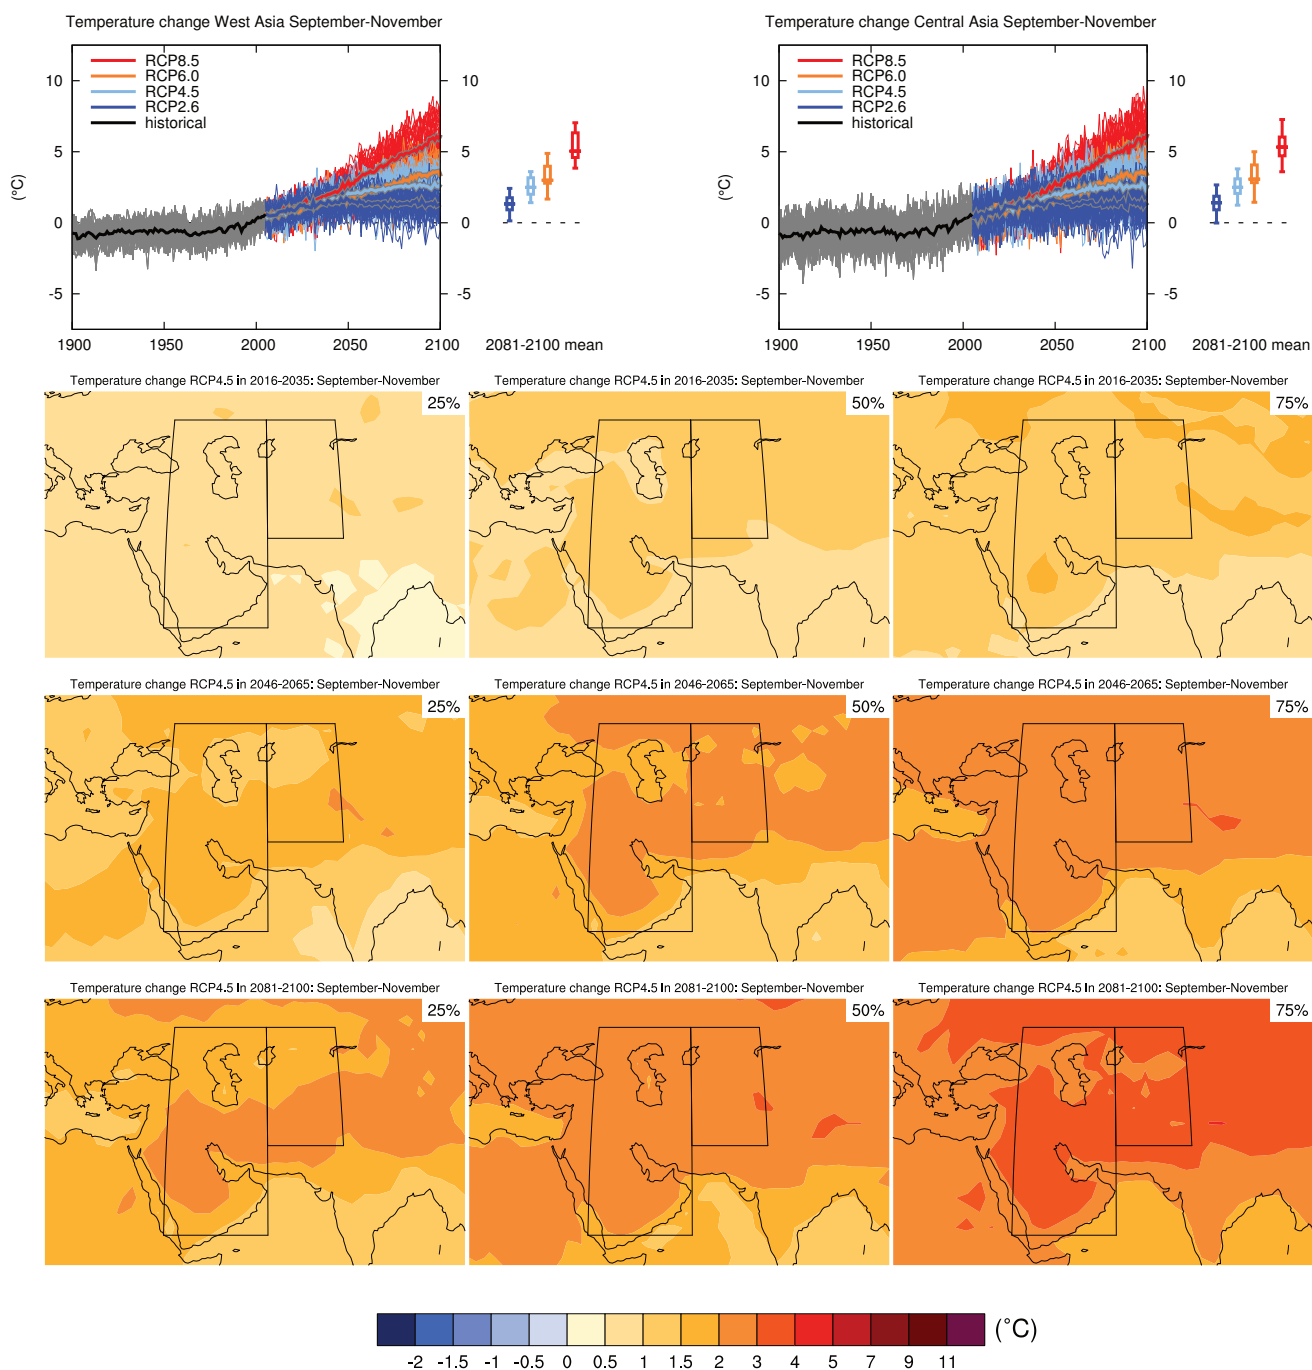 Temperature change West Asia September-November
RCP8.5
RCP6.0
RCP4.5
RCP2.6
historical
(°C)
10
5
0
-5
10
5
0
-5
1900 1950 2000 2050 2100 2081-2100 mean
Temperature change Central Asia September-November
RCP8.5
RCP6.0
RCP4.5
RCP2.6
historical
(°C)
10
5
0
-5
10
5
0
-5
1900 1950 2000 2050 2100 2081-2100 mean
Temperature change RCP4.5 in 2016-2035: September-November
25%
Temperature change RCP4.5 in 2016-2035: September-November
50%
Temperature change RCP4.5 in 2016-2035: September-November
75%
Temperature change RCP4.5 in 2046-2065: September-November
25%
Temperature change RCP4.5 in 2046-2065: September-November
50%
Temperature change RCP4.5 in 2046-2065: September-November
75%
Temperature change RCP4.5 in 2081-2100: September-November
25%
Temperature change RCP4.5 in 2081-2100: September-November
50%
Temperature change RCP4.5 in 2081-2100: September-November
75%
(°C)
-2 -1.5 -1 -0.5 0 0.5 1 1.5 2 3 4 5 7 9 11